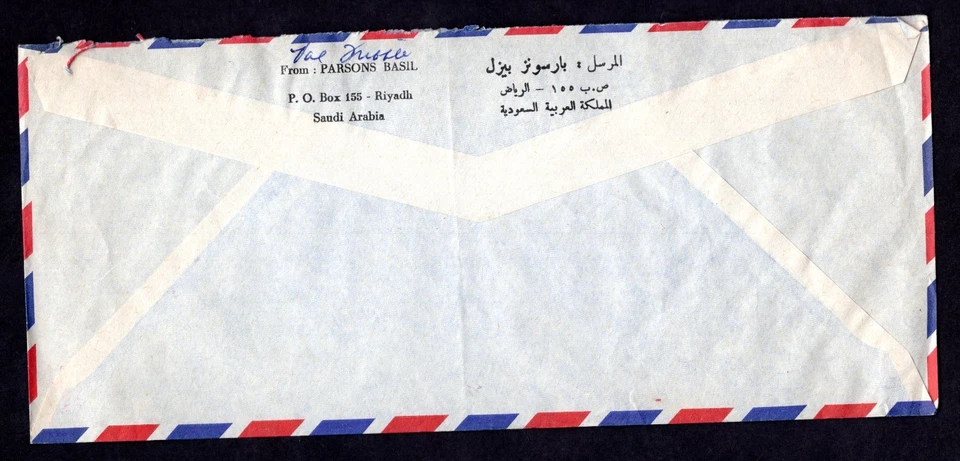 From : PARSONS BASIL
P. O. Box 155 - Riyadh
Saudi Arabia
المرسل : بارسونز بيزل
ص.ب ١٥٥ - الرياض
المملكة العربية السعودية